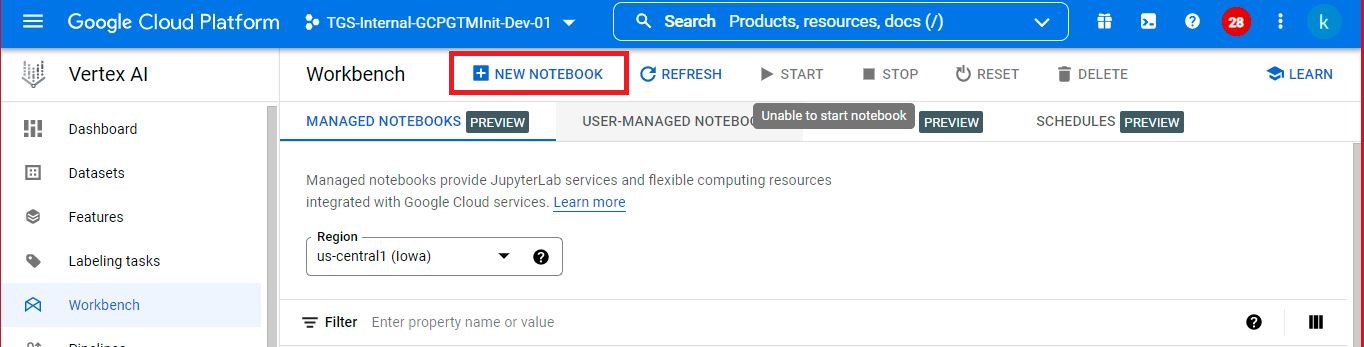 Google Cloud Platform TGS-Internal-GCPGTMInit-Dev-01 Search Products, resources, docs (/) 28 k
Vertex AI
Workbench NEW NOTEBOOK REFRESH START STOP RESET DELETE LEARN
Unable to start notebook
MANAGED NOTEBOOKS PREVIEW USER-MANAGED PREVIEW SCHEDULES PREVIEW
Dashboard
Datasets
Features
Labeling tasks
Workbench
Managed notebooks provide JupyterLab services and flexible computing resources
integrated with Google Cloud services. Learn more
Region
us-central1 (Iowa)
Filter Enter property name or value